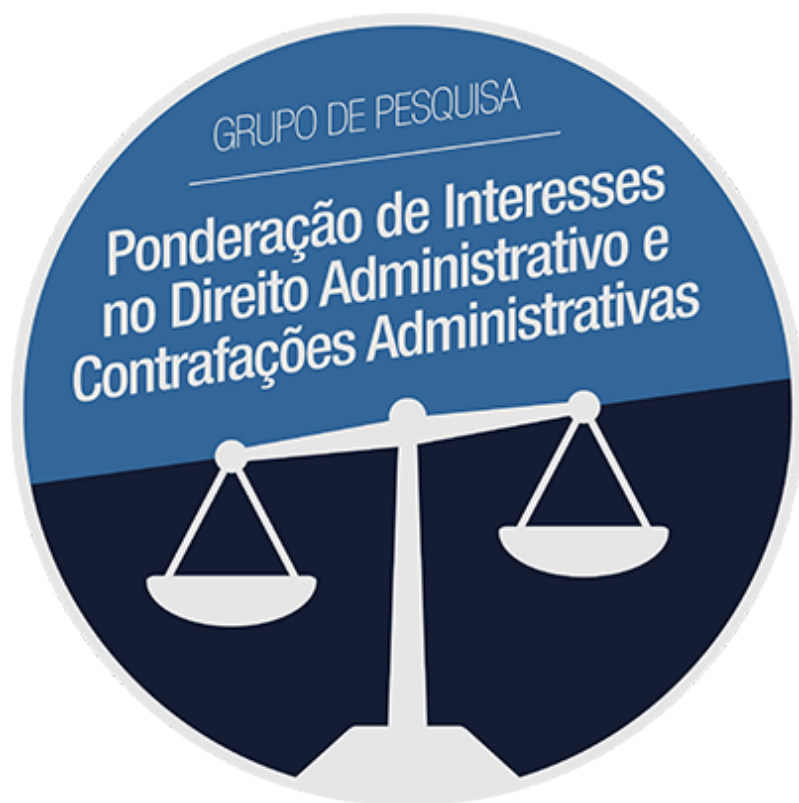 GRUPO DE PESQUISA
Ponderação de Interesses
no Direito Administrativo e
Contrafações Administrativas